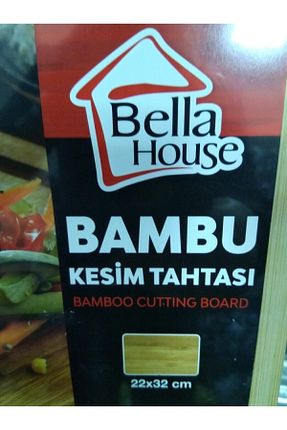 Bella
House
BAMBU
KESİM TAHTASI
BAMBOO CUTTING BOARD
22x32 cm